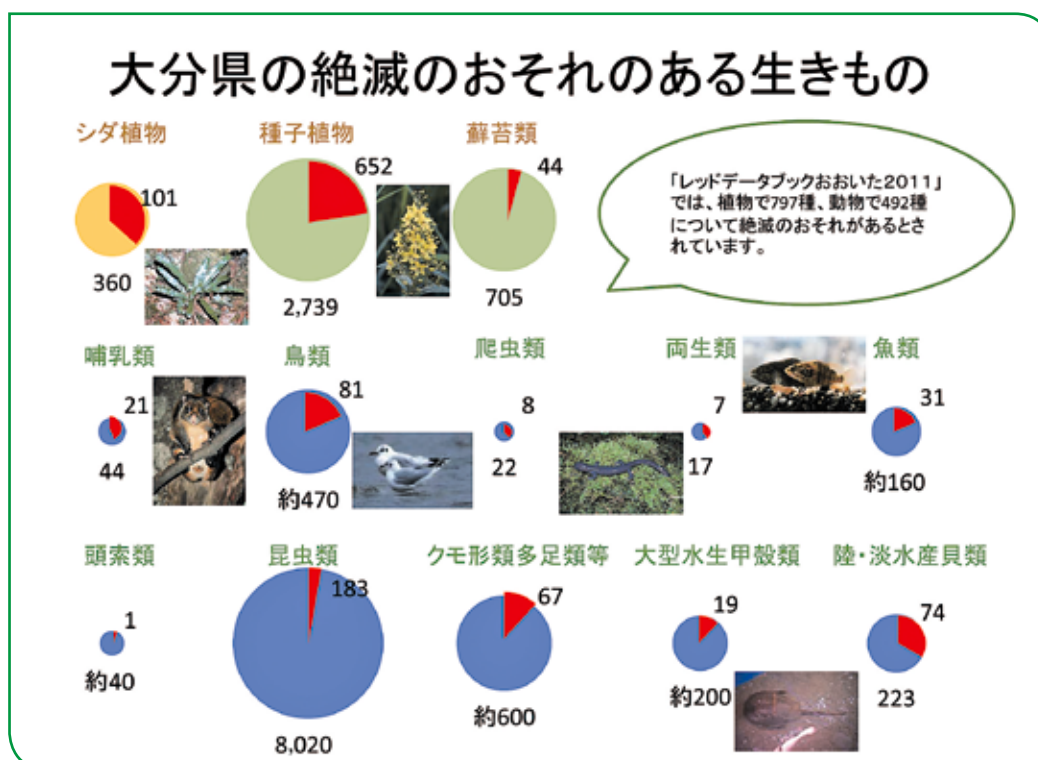 大分県の絶滅のおそれのある生きもの
シダ植物
101
360
種子植物
652
2,739
蘚苔類
44
705
「レッドデータブックおおいた2011」
では、植物で797種、動物で492種
について絶滅のおそれがあるとさ
れています。
哺乳類
21
44
鳥類
81
約470
爬虫類
8
22
両生類
7
17
魚類
31
約160
頭索類
1
約40
昆虫類
183
8,020
クモ形類多足類等
67
約600
大型水生甲殻類
19
約200
陸・淡水産貝類
74
223